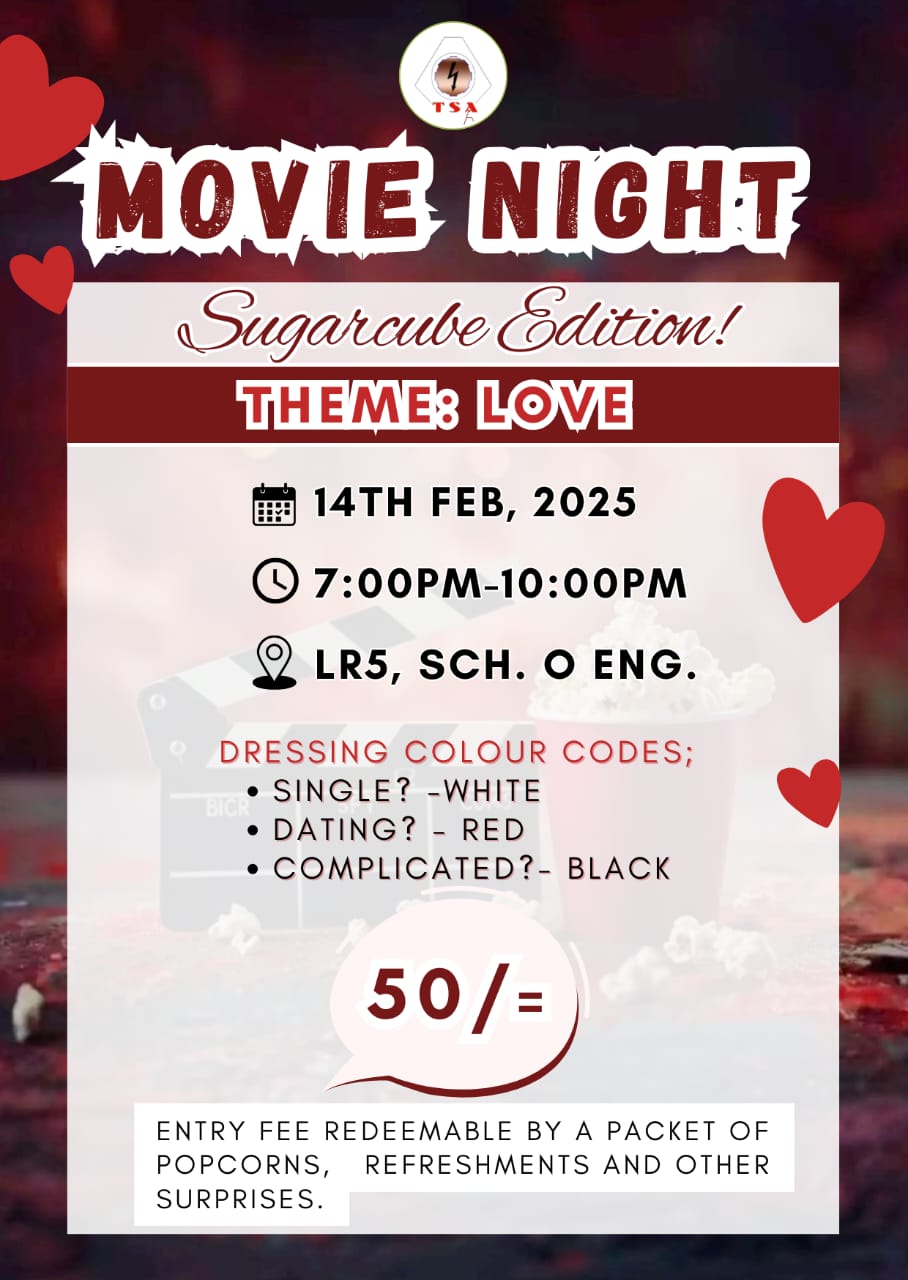 TSA
MOVIE NIGHT
Sugarcube Edition!
THEME: LOVE
14TH FEB, 2025
7:00PM-10:00PM
LR5, SCH. O ENG.
DRESSING COLOUR CODES;
• SINGLE? -WHITE
• DATING? - RED
• COMPLICATED?- BLACK
50/=
ENTRY FEE REDEEMABLE BY A PACKET OF
POPCORNS, REFRESHMENTS AND OTHER
SURPRISES.